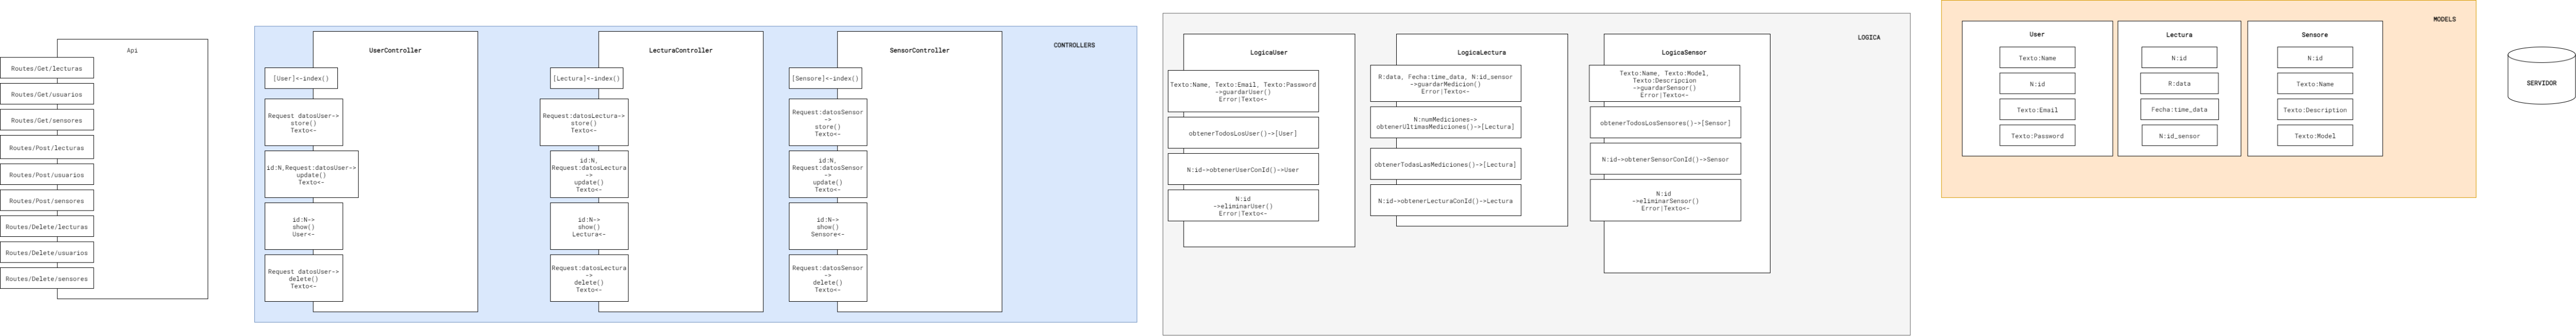 Api
Routes/Get/lecturas
Routes/Get/usuarios
Routes/Get/sensores
Routes/Post/lecturas
Routes/Post/usuarios
Routes/Post/sensores
Routes/Delete/lecturas
Routes/Delete/usuarios
Routes/Delete/sensores
CONTROLLERS
UserController
[User]<-index()
Request datosUser->
store()
Texto<-
id:N,Request:datosUser->
update()
Texto<-
id:N->
show()
User<-
Request datosUser->
delete()
Texto<-
LecturaController
[Lectura]<-index()
Request:datosLectura->
store()
Texto<-
id:N,
Request:datosLectura
->
update()
Texto<-
id:N->
show()
Lectura<-
Request:datosLectura
->
delete()
Texto<-
SensorController
[Sensore]<-index()
Request:datosSensor
->
store()
Texto<-
id:N,
Request:datosSensor
->
update()
Texto<-
id:N->
show()
Sensore<-
Request:datosSensor
->
delete()
Texto<-
LOGICA
LogicaUser
Texto:Name, Texto:Email, Texto:Password
->guardarUser()
Error|Texto<-
obtenerTodosLosUser()->[User]
N:id->obtenerUserConId()->User
N:id
->eliminarUser()
Error|Texto<-
LogicaLectura
R:data, Fecha:time_data, N:id_sensor
->guardarMedicion()
Error|Texto<-
N:numMediciones->
obtenerUltimasMediciones()->[Lectura]
obtenerTodasLasMediciones()->[Lectura]
N:id->obtenerLecturaConId()->Lectura
LogicaSensor
Texto:Name, Texto:Model,
Texto:Descripcion
->guardarSensor()
Error|Texto<-
obtenerTodosLosSensores()->[Sensor]
N:id->obtenerSensorConId()->Sensor
N:id
->eliminarSensor()
Error|Texto<-
MODELS
User
Texto:Name
N:id
Texto:Email
Texto:Password
Lectura
N:id
R:data
Fecha:time_data
N:id_sensor
Sensore
N:id
Texto:Name
Texto:Description
Texto:Model
SERVIDOR